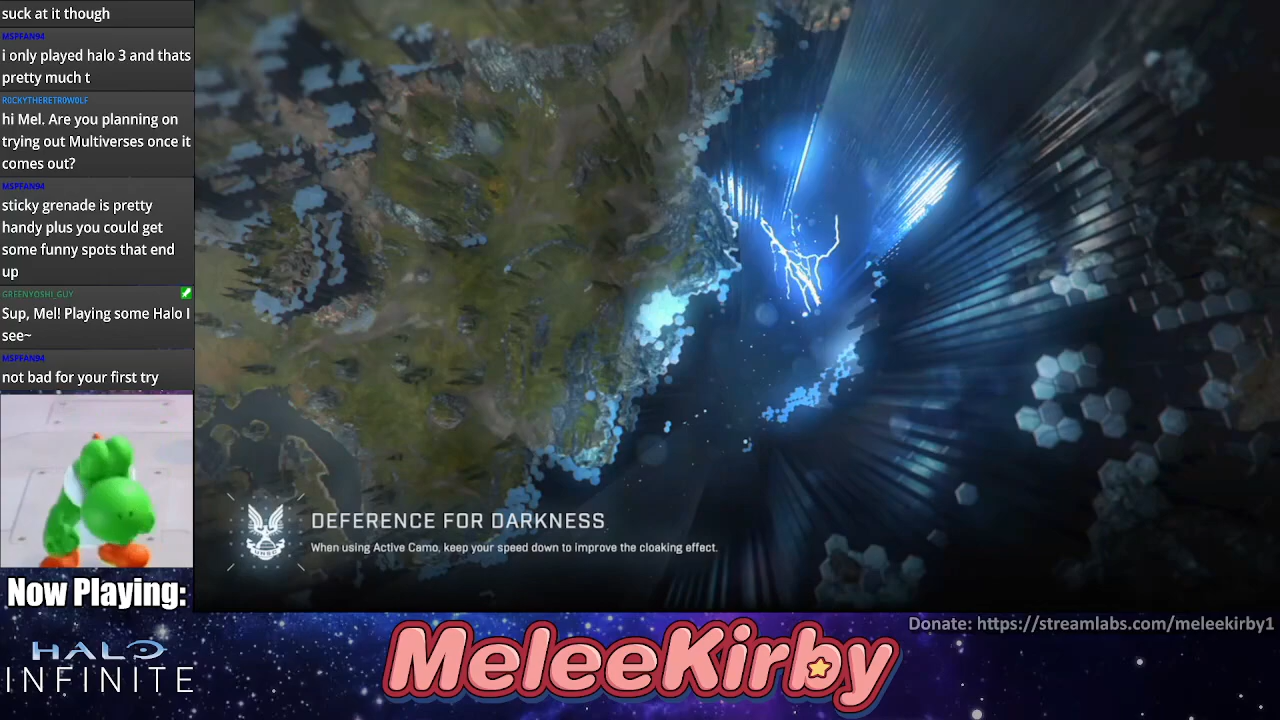 suck at it though
MSPFAN94
i only played halo 3 and thats
pretty much t
ROCKYTHERETROWOLF
hi Mel. Are you planning on
trying out Multiverses once it
comes out?
MSPFAN94
sticky grenade is pretty
handy plus you could get
some funny spots that end
up
GREENYOSHI_GUY
Sup, Mel! Playing some Halo I
see~
MSPFAN94
not bad for your first try
UNSC
DEFERENCE FOR DARKNESS
When using Active Camo, keep your speed down to improve the cloaking effect.
Now Playing:
HALO
INFINITE
MeleeKirby
Donate: https://streamlabs.com/meleekirby1